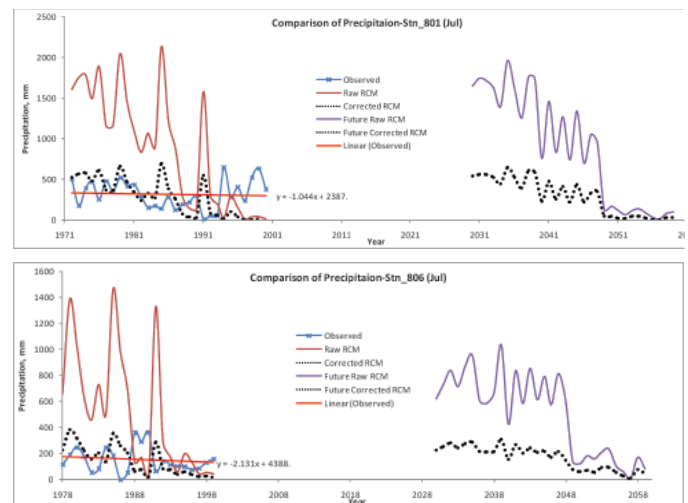 Comparison of Precipitaion-Stn_801 (Jul)
2500
2000
1500
1000
500
0
Precipitation, mm
Observed
Raw RCM
Corrected RCM
Future Raw RCM
Future Corrected RCM
Linear (Observed)
y = -1.044x + 2387.
1971 1981 1991 2001 2011 2021 2031 2041 2051
Year
Comparison of Precipitaion-Stn_806 (Jul)
1600
1400
1200
1000
800
600
400
200
0
Precipitation, mm
Observed
Raw RCM
Corrected RCM
Future Raw RCM
Future Corrected RCM
Linear (Observed)
y = -2.131x + 4388.
1978 1988 1998 2008 2018 2028 2038 2048 2058
Year